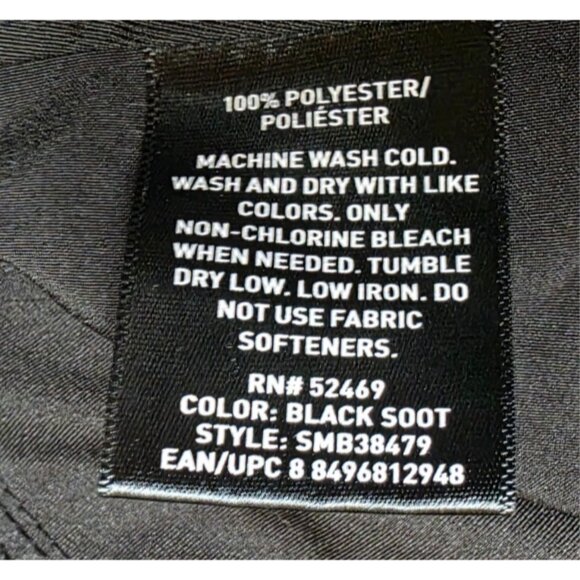 100% POLYESTER/
POLIÉSTER
MACHINE WASH COLD.
WASH AND DRY WITH LIKE
COLORS. ONLY
NON-CHLORINE BLEACH
WHEN NEEDED. TUMBLE
DRY LOW. LOW IRON. DO
NOT USE FABRIC
SOFTENERS.
RN# 52469
COLOR: BLACK SOOT
STYLE: SMB38479
EAN/UPC 8 8496812948